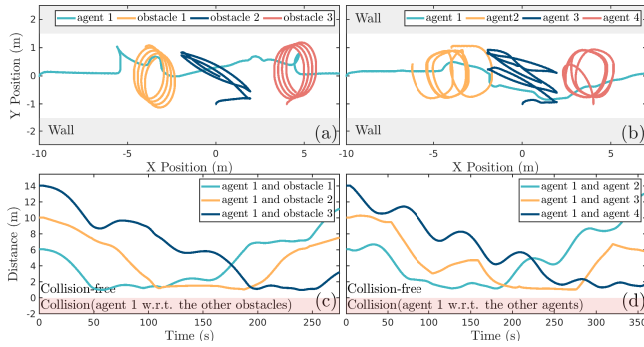 agent 1 obstacle 1 obstacle 2 obstacle 3
Wall
Wall
(a)
Y Position (m)
2
1
0
-1
-2
-10 -5 0 5
X Position (m)
agent 1 agent2 agent 3 agent 4
Wall
Wall
(b)
-10 -5 0 5
X Position (m)
agent 1 and obstacle 1
agent 1 and obstacle 2
agent 1 and obstacle 3
Distance (m)
14
12
10
8
6
4
2
0
-2
Collision-free
(c)
Collision(agent 1 w.r.t. the other obstacles)
0 50 100 150 200 250
Time (s)
agent 1 and agent 2
agent 1 and agent 3
agent 1 and agent 4
Collision-free
(d)
Collision(agent 1 w.r.t. the other agents)
0 50 100 150 200 250 300 350
Time (s)